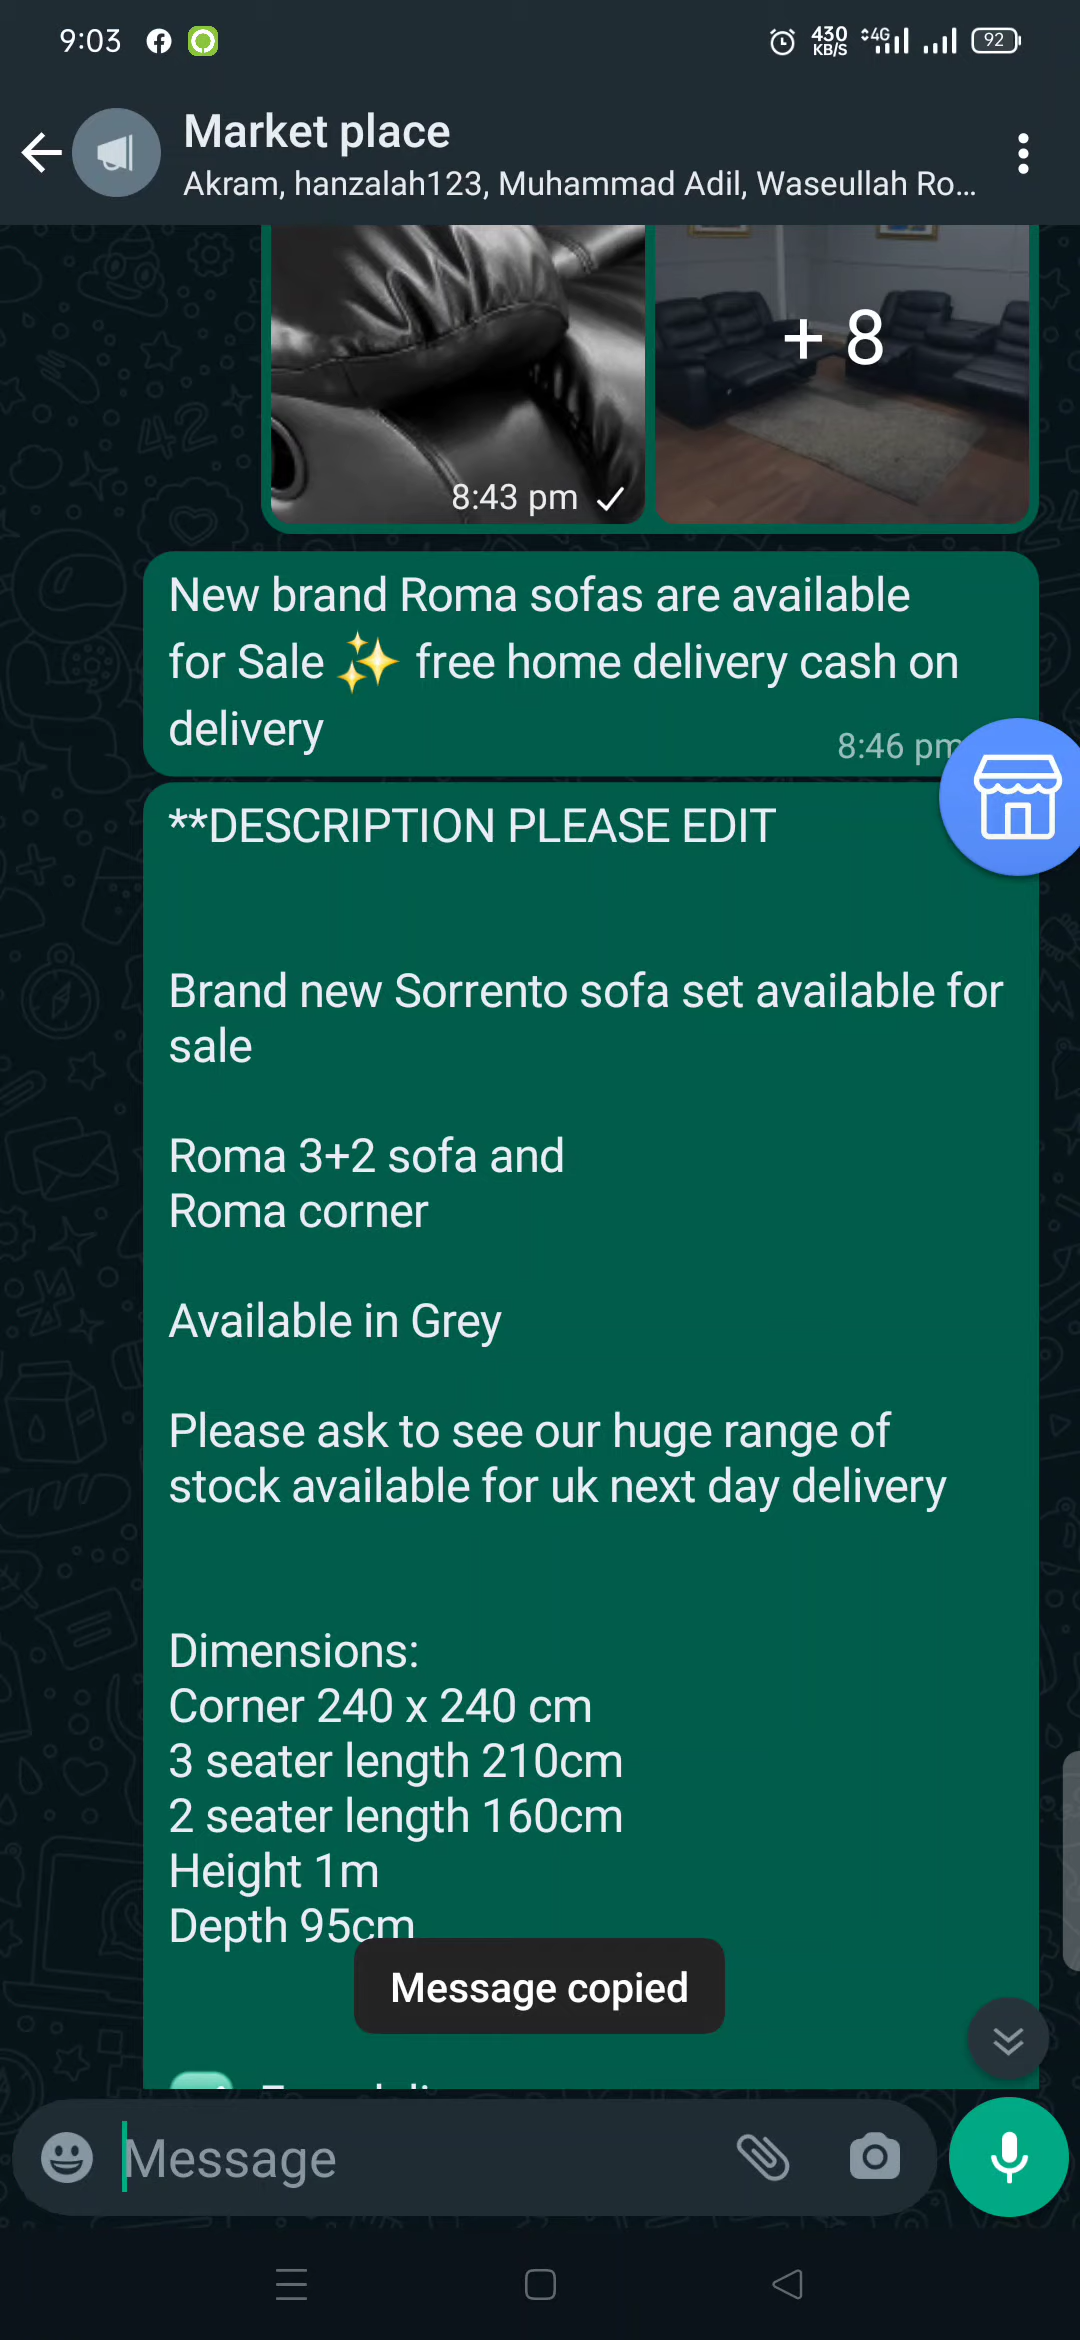 9:03
430
KB/S
4G
92
Market place
Akram, hanzalah123, Muhammad Adil, Waseullah Ro...
+ 8
8:43 pm
New brand Roma sofas are available
for Sale ✨ free home delivery cash on
delivery
8:46 pm
**DESCRIPTION PLEASE EDIT
Brand new Sorrento sofa set available for
sale
Roma 3+2 sofa and
Roma corner
Available in Grey
Please ask to see our huge range of
stock available for uk next day delivery
Dimensions:
Corner 240 x 240 cm
3 seater length 210cm
2 seater length 160cm
Height 1m
Depth 95cm
Message copied
Message